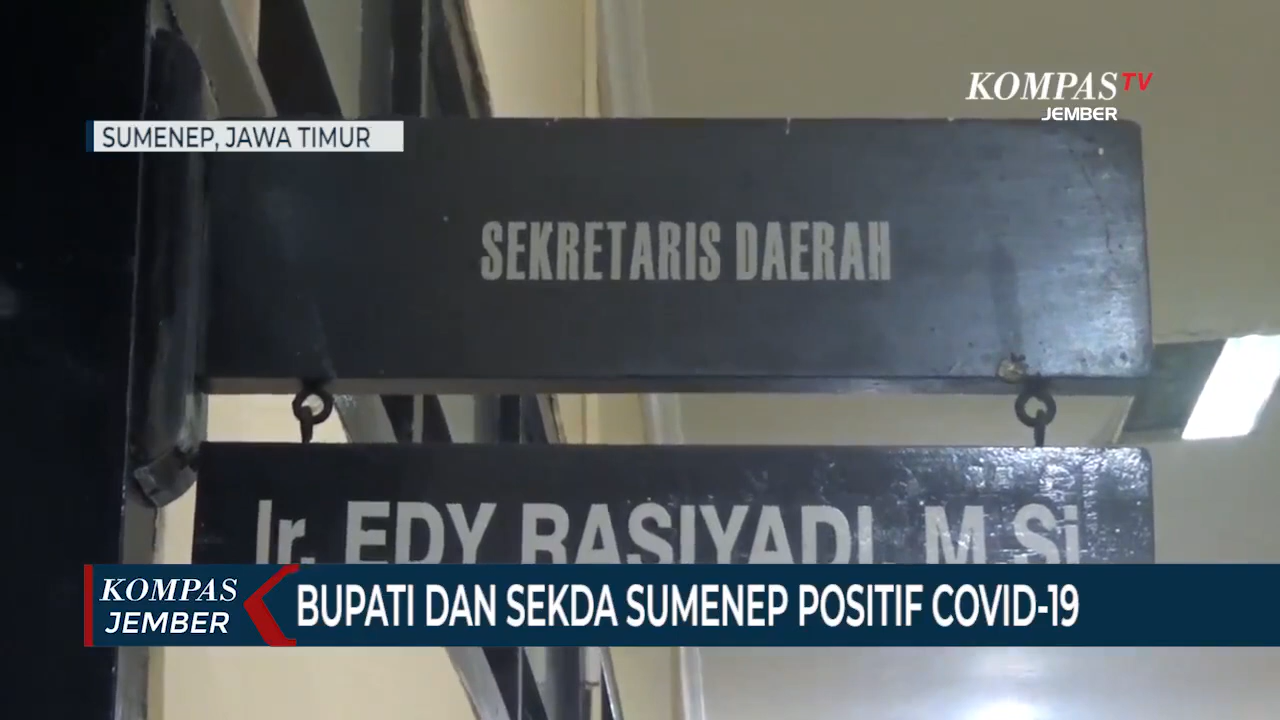 KOMPAS TV
JEMBER
SUMENEP, JAWA TIMUR
SEKRETARIS DAERAH
Ir. EDY RASIYADI, M.Si
KOMPAS
JEMBER
BUPATI DAN SEKDA SUMENEP POSITIF COVID-19